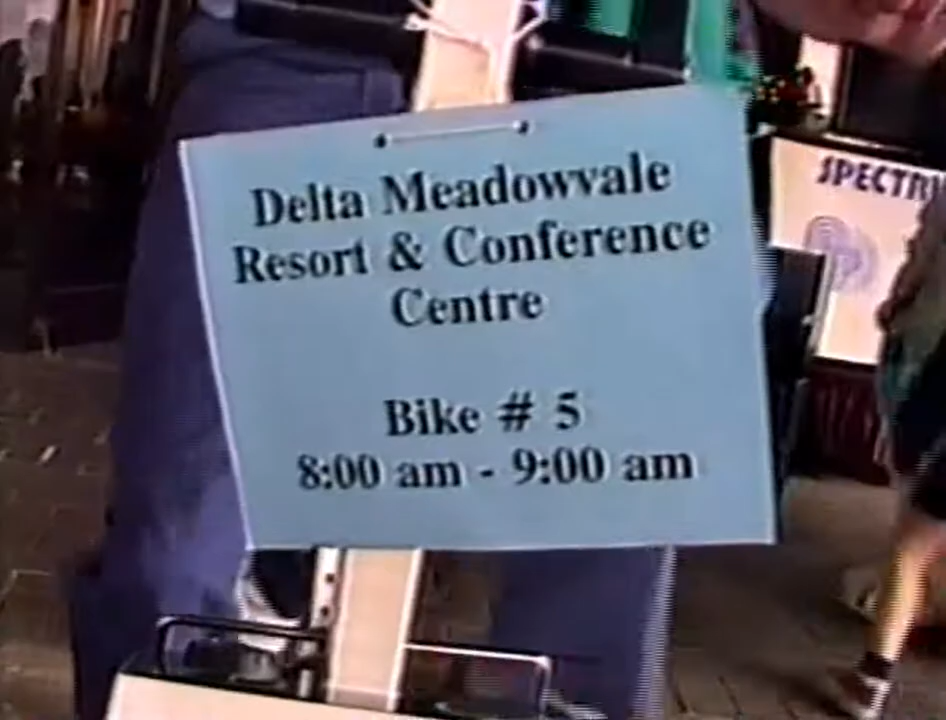 Delta Meadowvale
Resort & Conference
Centre
Bike # 5
8:00 am - 9:00 am